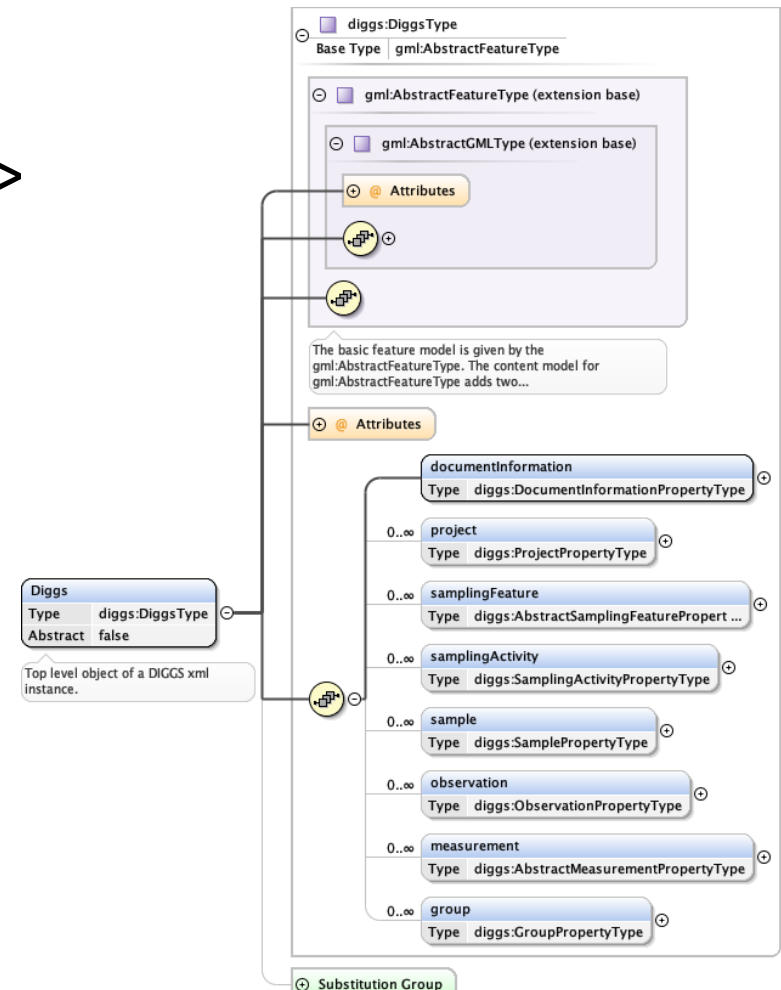 >
diggs:DiggsType
Base Type gml:AbstractFeatureType
gml:AbstractFeatureType (extension base)
gml:AbstractGMLType (extension base)
@ Attributes
The basic feature model is given by the
gml:AbstractFeatureType. The content model for
gml:AbstractFeatureType adds two...
@ Attributes
documentInformation
Type diggs:DocumentInformationPropertyType
0..∞ project
Type diggs:ProjectPropertyType
0..∞ samplingFeature
Type diggs:AbstractSamplingFeaturePropert ...
0..∞ samplingActivity
Type diggs:SamplingActivityPropertyType
0..∞ sample
Type diggs:SamplePropertyType
0..∞ observation
Type diggs:ObservationPropertyType
0..∞ measurement
Type diggs:AbstractMeasurementPropertyType
0..∞ group
Type diggs:GroupPropertyType
Diggs
Type diggs:DiggsType
Abstract false
Top level object of a DIGGS xml
instance.
Substitution Group